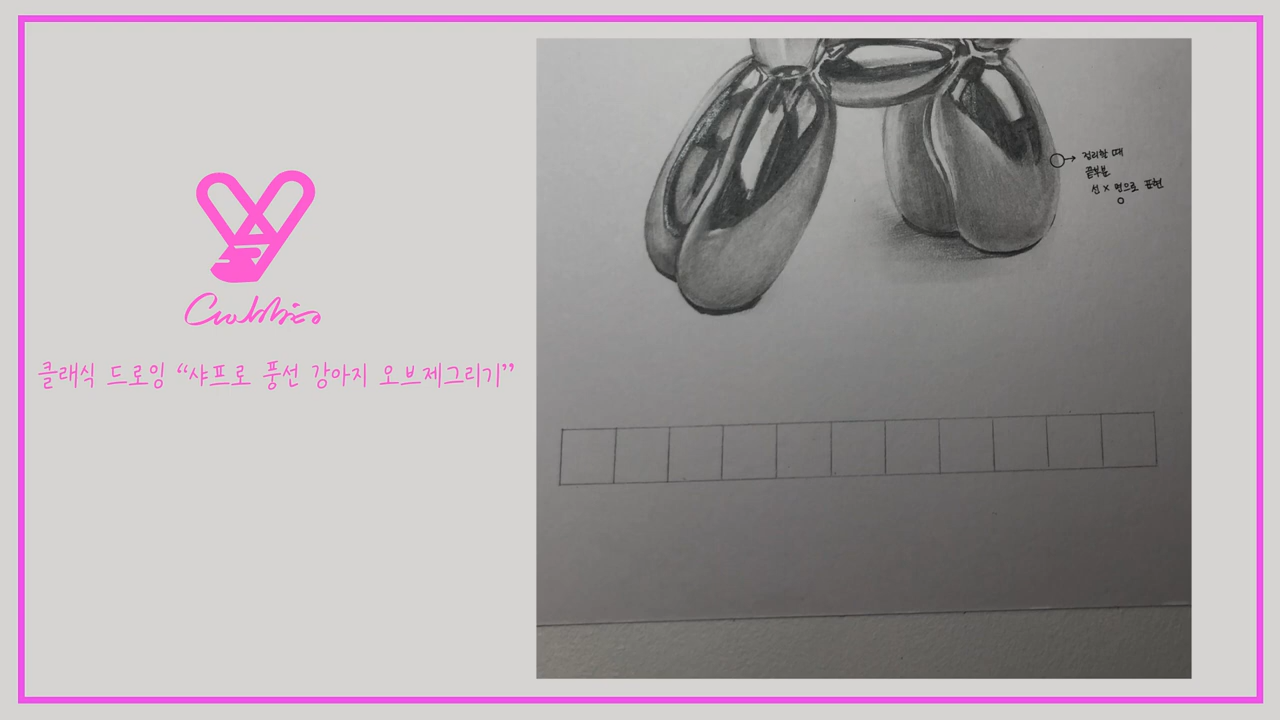 클래식 드로잉 “샤프로 풍선 강아지 오브제그리기”
정리할 때
끝부분
선 × 면으로 표현